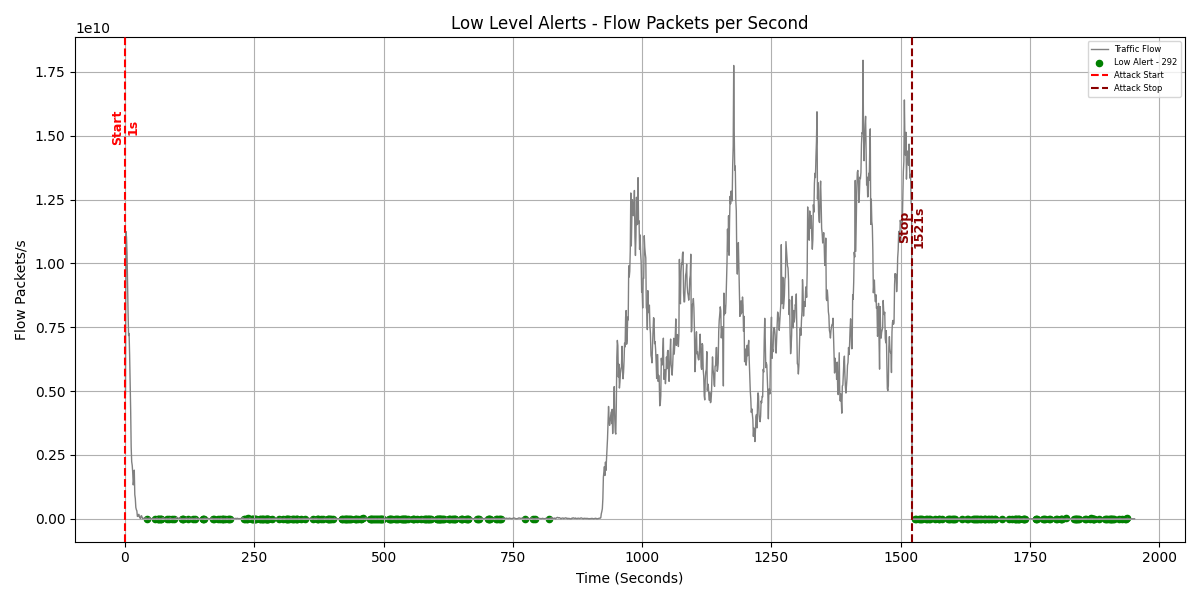 Low Level Alerts - Flow Packets per Second
1e10
1.75
1.50
1.25
1.00
0.75
0.50
0.25
0.00
Flow Packets/s
Start
1s
Stop
1521s
Traffic Flow
Low Alert - 292
Attack Start
Attack Stop
0
250
500
750
1000
1250
1500
1750
2000
Time (Seconds)